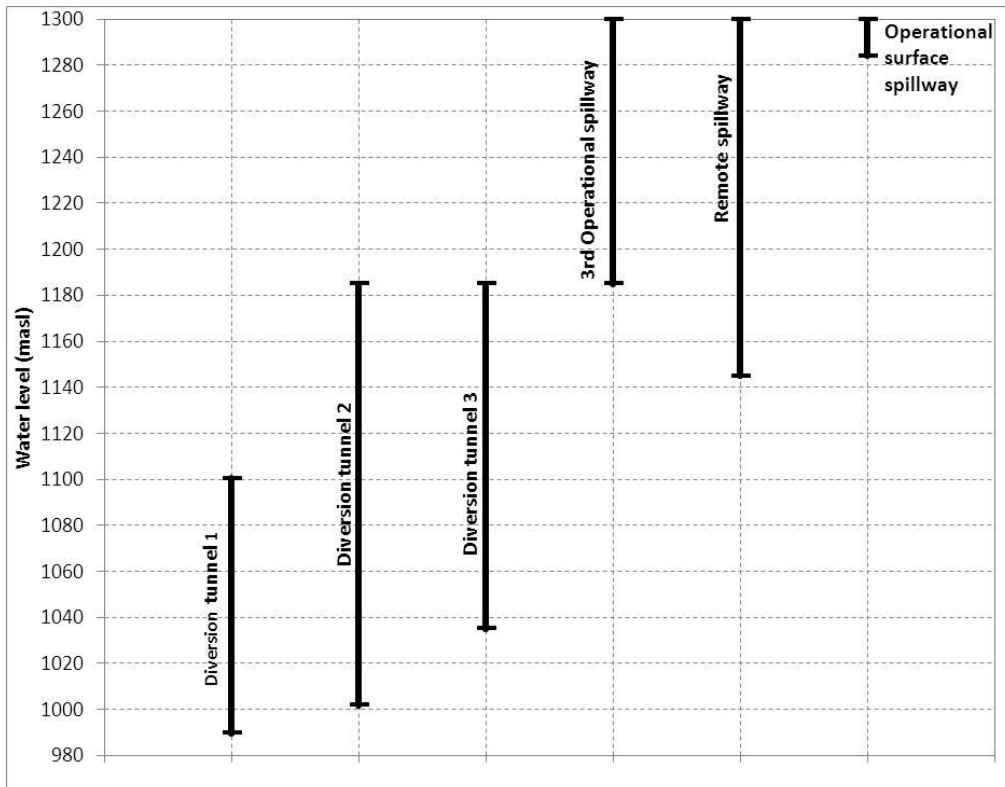 1300
1280
1260
1240
1220
1200
1180
1160
1140
1120
1100
1080
1060
1040
1020
1000
980
Water level (masl)
Diversion tunnel 1
Diversion tunnel 2
Diversion tunnel 3
3rd Operational spillway
Remote spillway
Operational
surface
spillway